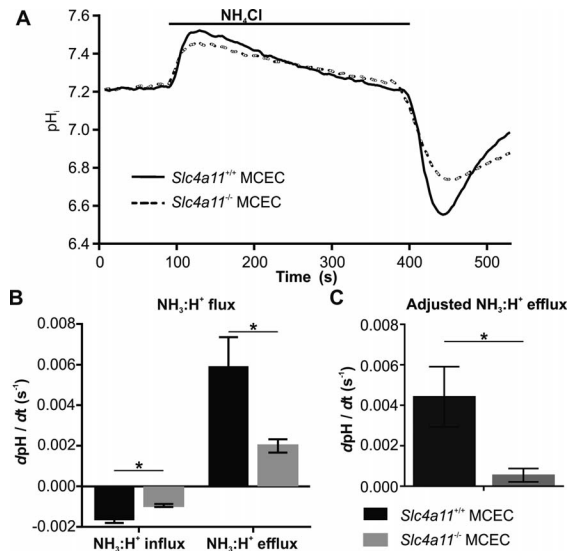 A
NH₄Cl
7.6
7.4
7.2
7.0
6.8
6.6
6.4
pHᵢ
Slc4a11⁺/⁺ MCEC
Slc4a11⁻/⁻ MCEC
0
100
200
300
400
500
Time (s)
B
NH₃:H⁺ flux
0.008
0.006
0.004
0.002
0.000
-0.002
dpH / dt (s⁻¹)
*
*
NH₃:H⁺ influx
NH₃:H⁺ efflux
C
Adjusted NH₃:H⁺ efflux
0.008
0.006
0.004
0.002
0.000
dpH / dt (s⁻¹)
*
Slc4a11⁺/⁺ MCEC
Slc4a11⁻/⁻ MCEC